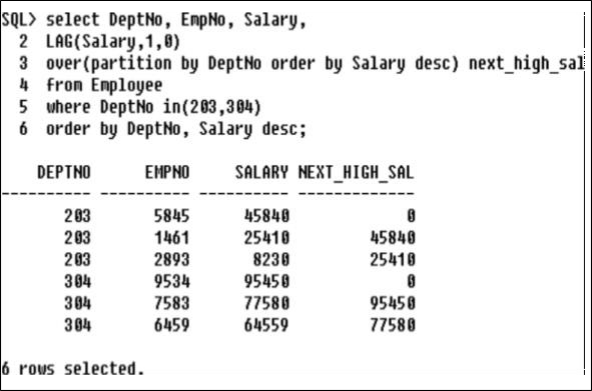 SQL> select DeptNo, EmpNo, Salary,
2 LAG(Salary,1,0)
3 over(partition by DeptNo order by Salary desc) next_high_sal
4 from Employee
5 where DeptNo in(203,304)
6 order by DeptNo, Salary desc;
DEPTNO EMPNO SALARY NEXT_HIGH_SAL
---------- ---------- ---------- -------------
203 5845 45840 0
203 1461 25410 45840
203 2893 8230 25410
304 9534 95450 0
304 7583 77580 95450
304 6459 64559 77580
6 rows selected.